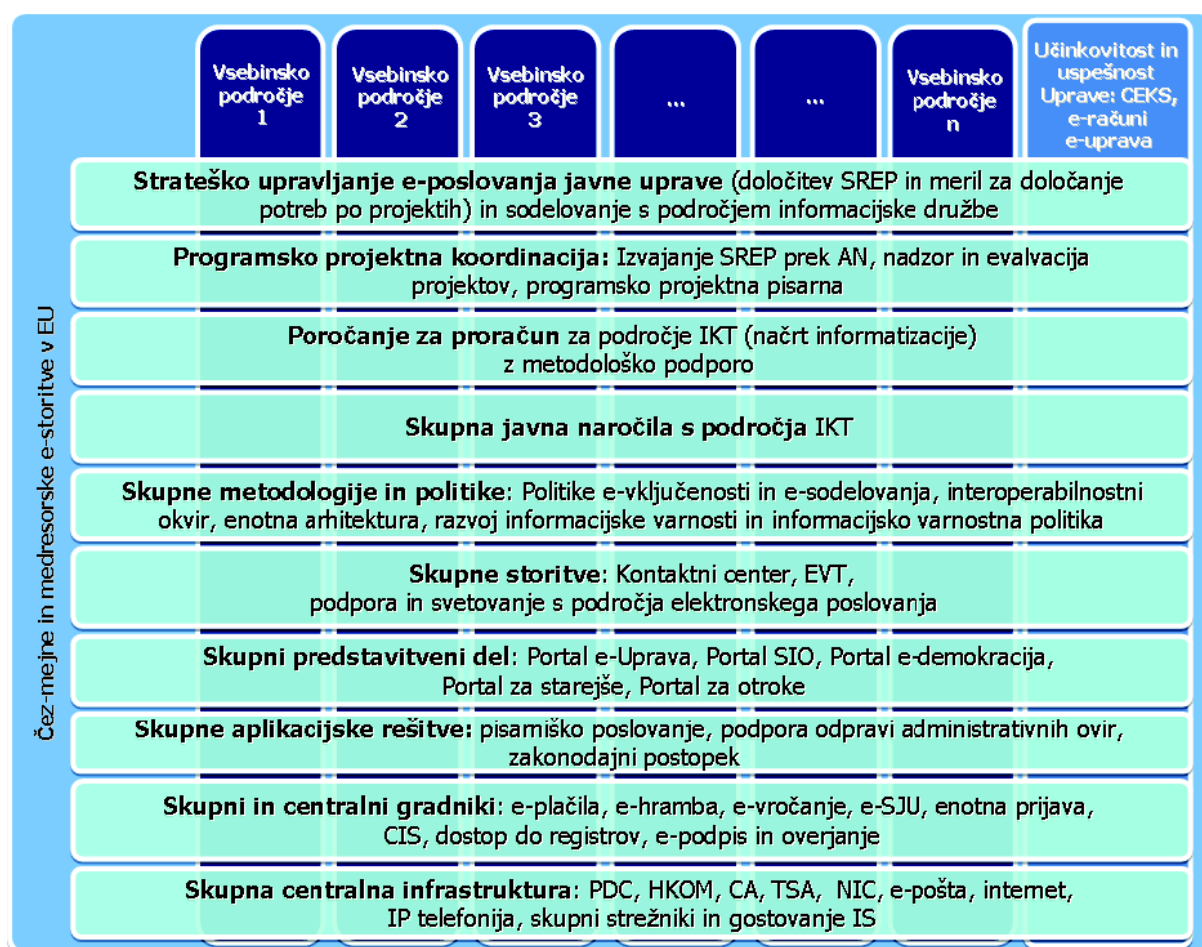 Vsebinsko
področje
1
Vsebinsko
področje
2
Vsebinsko
področje
3
...
...
Vsebinsko
področje
n
Učinkovitost in
uspešnost
Uprave: CEKS,
e-računi
e-uprava
Čez-mejne in medresorske e-storitve v EU
Strateško upravljanje e-poslovanja javne uprave (določitev SREP in meril za določanje
potreb po projektih) in sodelovanje s področjem informacijske družbe
Programsko projektna koordinacija: Izvajanje SREP prek AN, nadzor in evalvacija
projektov, programsko projektna pisarna
Poročanje za proračun za področje IKT (načrt informatizacije)
z metodološko podporo
Skupna javna naročila s področja IKT
Skupne metodologije in politike: Politike e-vključenosti in e-sodelovanja, interoperabilnostni
okvir, enotna arhitektura, razvoj informacijske varnosti in informacijsko varnostna politika
Skupne storitve: Kontaktni center, EVT,
podpora in svetovanje s področja elektronskega poslovanja
Skupni predstavitveni del: Portal e-Uprava, Portal SIO, Portal e-demokracija,
Portal za starejše, Portal za otroke
Skupne aplikacijske rešitve: pisarniško poslovanje, podpora odpravi administrativnih ovir,
zakonodajni postopek
Skupni in centralni gradniki: e-plačila, e-hramba, e-vročanje, e-SJU, enotna prijava,
CIS, dostop do registrov, e-podpis in overjanje
Skupna centralna infrastruktura: PDC, HKOM, CA, TSA, NIC, e-pošta, internet,
IP telefonija, skupni strežniki in gostovanje IS